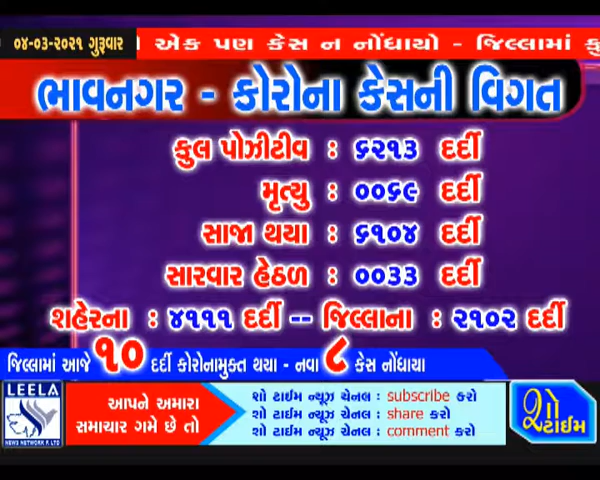 ૦૪-૦૩-૨૦૨૧ ગુરૂવાર
એક પણ કેસ ન નોંધાયો - જિલ્લામાં
ભાવનગર - કોરોના કેસની વિગત
કુલ પોઝીટીવ : ૬૨૧૩ દર્દી
મૃત્યુ : ૦૦૬૯ દર્દી
સાજા થયા : ૬૧૦૪ દર્દી
સારવાર હેઠળ : ૦૦૩૩ દર્દી
શહેરના : ૪૧૧૧ દર્દી -- જિલ્લાના : ૨૧૦૨ દર્દી
જિલ્લામાં આજે ૧૦ દર્દી કોરોનામુક્ત થયા - નવા ૮ કેસ નોંધાયા
LEELA
NEWS NETWORK P. LTD
આપને અમારા
સમાચાર ગમે છે તો
શો ટાઈમ ન્યૂઝ ચેનલ : subscribe કરો
શો ટાઈમ ન્યૂઝ ચેનલ : share કરો
શો ટાઈમ ન્યૂઝ ચેનલ : comment કરો
શો
ટાઈમ